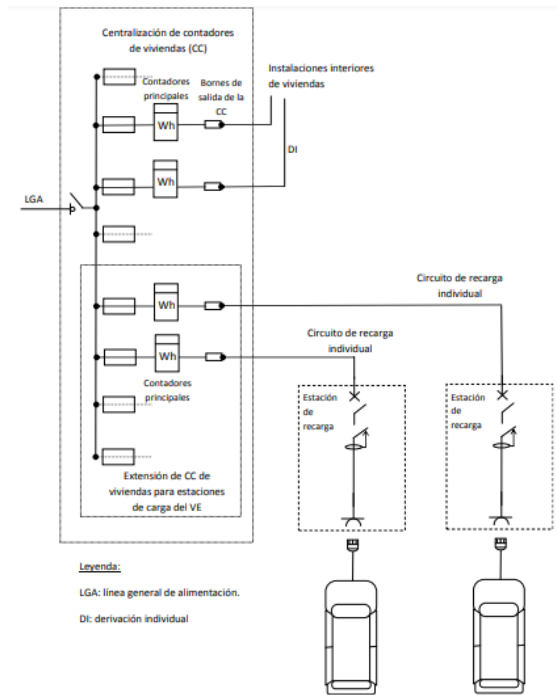 Centralización de contadores
de viviendas (CC)
Contadores
principales
Bornes de
salida de la
CC
Instalaciones interiores
de viviendas
Wh
DI
Wh
LGA
Wh
Circuito de recarga
individual
Wh
Circuito de recarga
individual
Contadores
principales
Estación
de
recarga
Estación
de
recarga
Extensión de CC de
viviendas para estaciones
de carga del VE
Leyenda:
LGA: línea general de alimentación.
DI: derivación individual